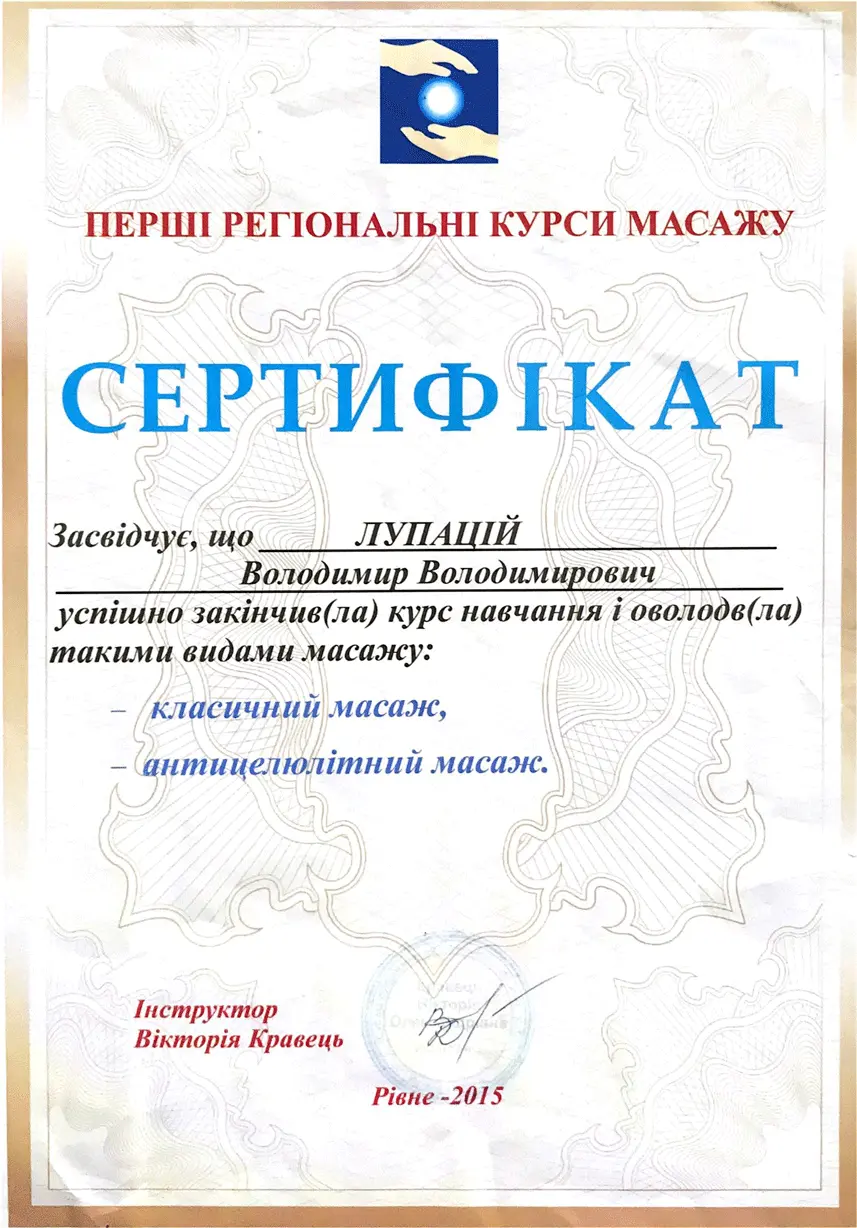 ПЕРШІ РЕГІОНАЛЬНІ КУРСИ МАСАЖУ
СЕРТИФІКАТ
Засвідчує, що ЛУПАЦІЙ
Володимир Володимирович
успішно закінчив(ла) курс навчання і оволодв(ла)
такими видами масажу:
– класичний масаж,
– антицелюлітний масаж.
Інструктор
Вікторія Кравець
Рівне -2015